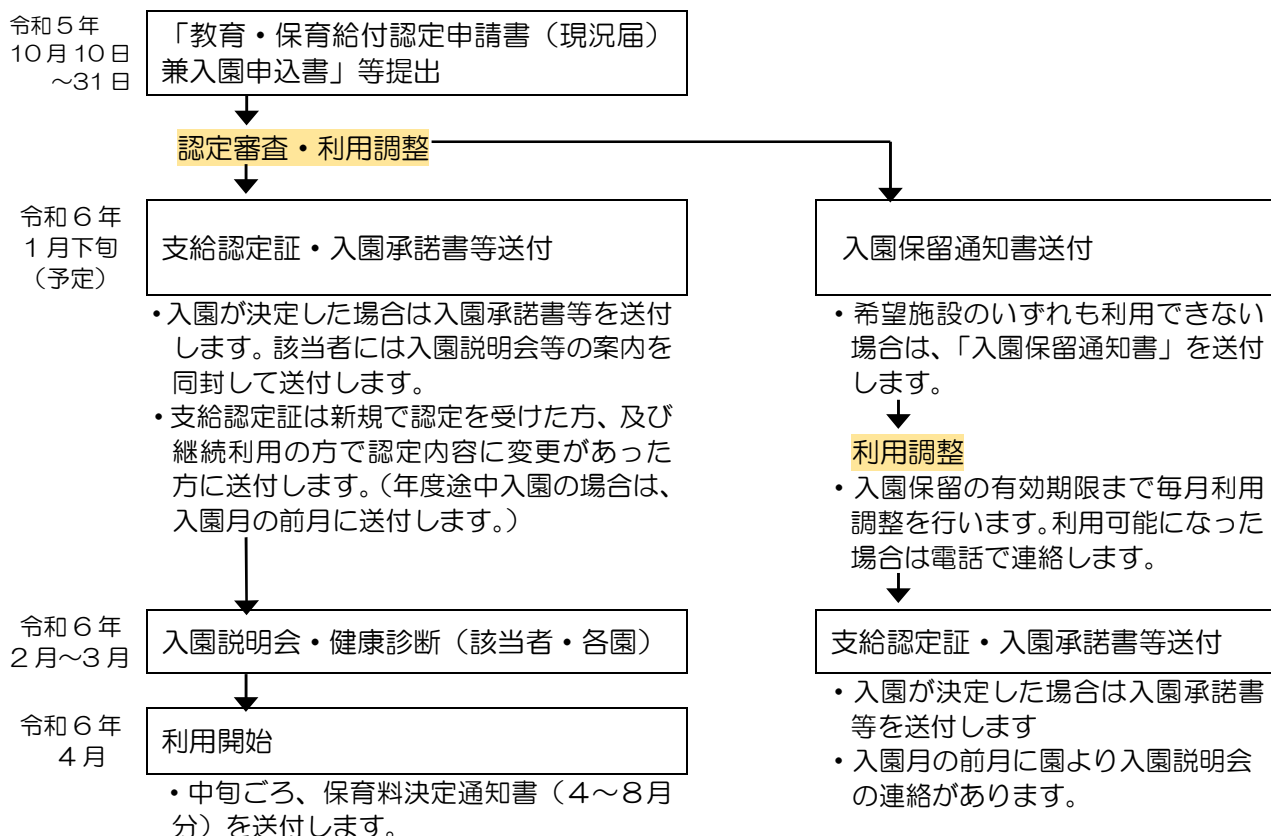 令和５年
10月10日
～31日
「教育・保育給付認定申請書（現況届）
兼入園申込書」等提出
認定審査・利用調整
令和６年
１月下旬
（予定）
支給認定証・入園承諾書等送付
・入園が決定した場合は入園承諾書等を送付
します。該当者には入園説明会等の案内を
同封して送付します。
・支給認定証は新規で認定を受けた方、及び
継続利用の方で認定内容に変更があった
方に送付します。（年度途中入園の場合は、
入園月の前月に送付します。）
令和６年
２月～３月
入園説明会・健康診断（該当者・各園）
令和６年
４月
利用開始
・中旬ごろ、保育料決定通知書（４～８月
分）を送付します。
入園保留通知書送付
・希望施設のいずれも利用できない
場合は、「入園保留通知書」を送付
します。
利用調整
・入園保留の有効期限まで毎月利用
調整を行います。利用可能になった
場合は電話で連絡します。
支給認定証・入園承諾書等送付
・入園が決定した場合は入園承諾書
等を送付します
・入園月の前月に園より入園説明会
の連絡があります。